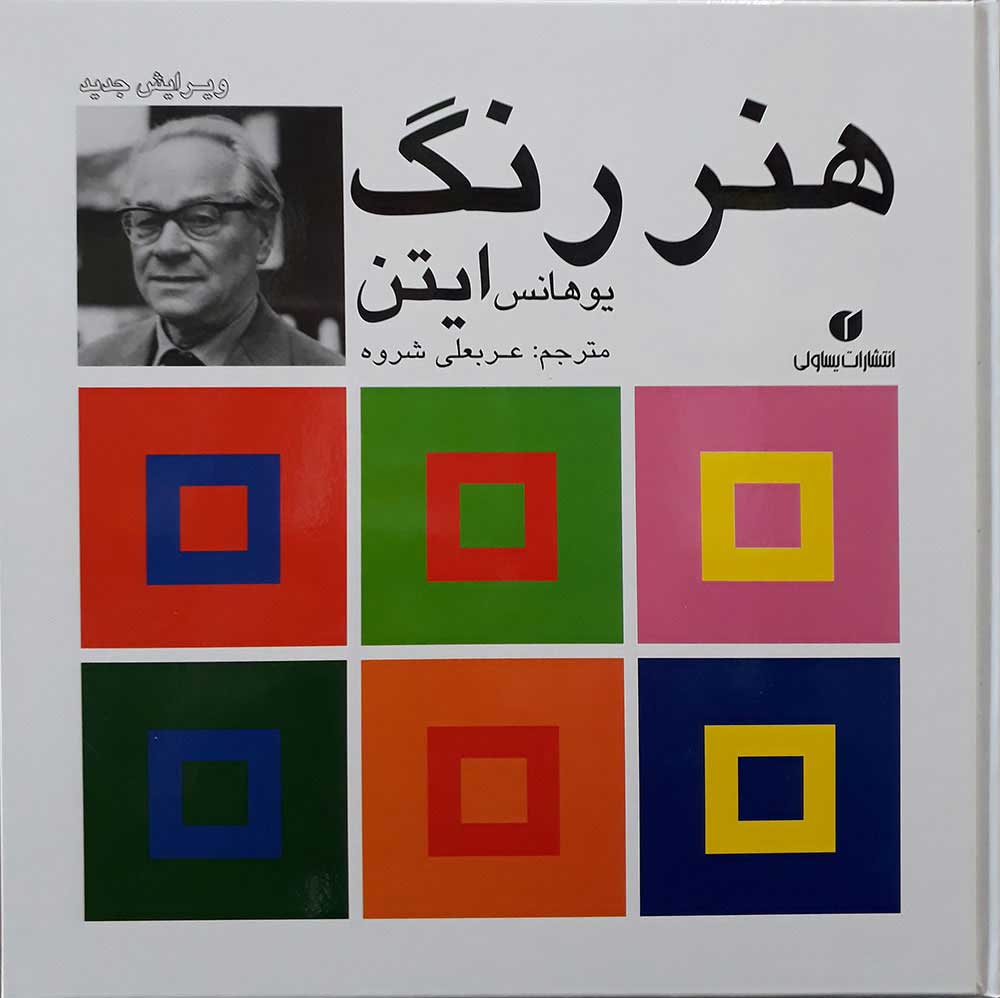 ویرایش جدید
هنر رنگ
یوهانس ایتن
مترجم: عربعلی شروه
انتشارات یساولی